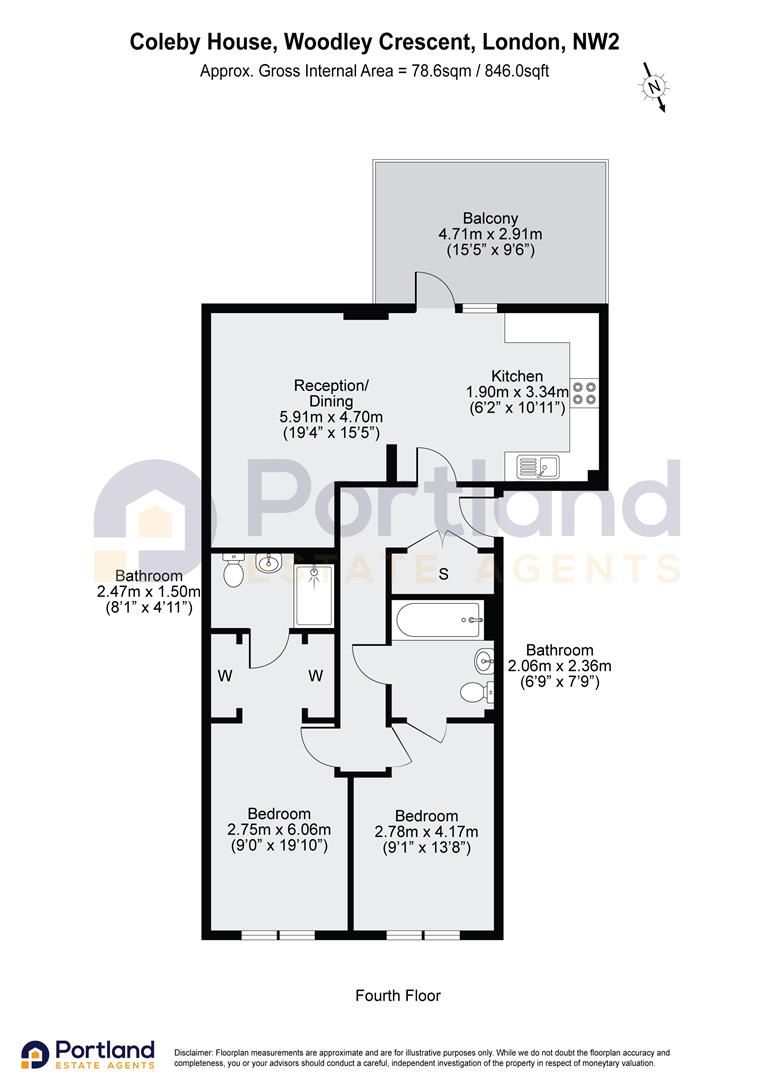 Coleby House, Woodley Crescent, London, NW2
Approx. Gross Internal Area = 78.6sqm / 846.0sqft
N
Balcony
4.71m x 2.91m
(15'5" x 9'6")
Kitchen
1.90m x 3.34m
(6'2" x 10'11")
Reception/
Dining
5.91m x 4.70m
(19'4" x 15'5")
Portland
ESTATE AGENTS
S
Bathroom
2.47m x 1.50m
(8'1" x 4'11")
Bathroom
2.06m x 2.36m
(6'9" x 7'9")
W
W
Bedroom
2.75m x 6.06m
(9'0" x 19'10")
Bedroom
2.78m x 4.17m
(9'1" x 13'8")
Fourth Floor
Portland
ESTATE AGENTS
Disclaimer: Floorplan measurements are approximate and are for illustrative purposes only. While we do not doubt the floorplan accuracy and
completeness, you or your advisors should conduct a careful, independent investigation of the property in respect of moneytary valuation.